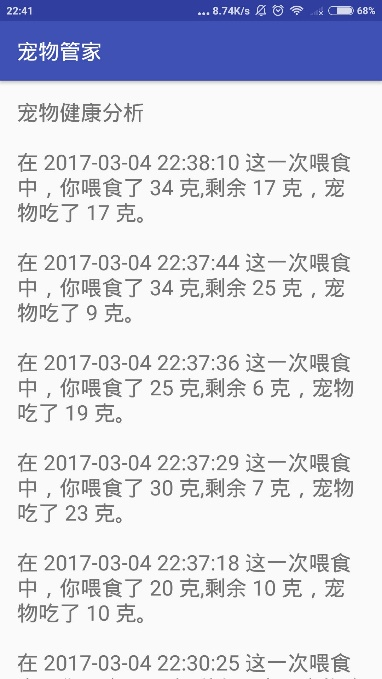 22:41 ... 8.74K/s 68%
宠物管家
宠物健康分析
在 2017-03-04 22:38:10 这一次喂食
中，你喂食了 34 克,剩余 17 克，宠
物吃了 17 克。
在 2017-03-04 22:37:44 这一次喂食
中，你喂食了 34 克,剩余 25 克，宠
物吃了 9 克。
在 2017-03-04 22:37:36 这一次喂食
中，你喂食了 25 克,剩余 6 克，宠物
吃了 19 克。
在 2017-03-04 22:37:29 这一次喂食
中，你喂食了 30 克,剩余 7 克，宠物
吃了 23 克。
在 2017-03-04 22:37:18 这一次喂食
中，你喂食了 20 克,剩余 10 克，宠
物吃了 10 克。
在 2017-03-04 22:30:25 这一次喂食